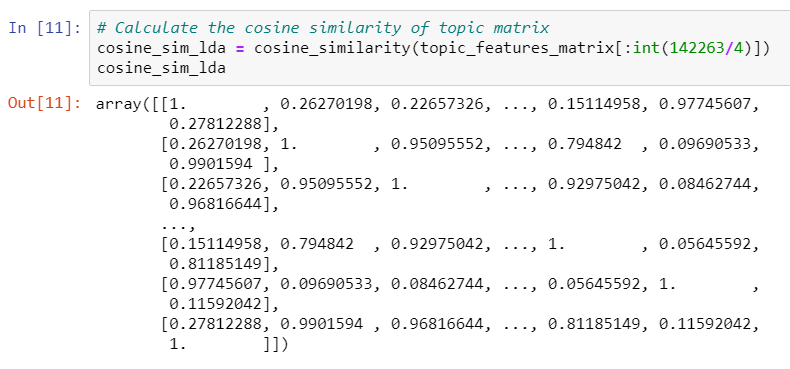 In [11]: # Calculate the cosine similarity of topic matrix
cosine_sim_lda = cosine_similarity(topic_features_matrix[:int(142263/4)])
cosine_sim_lda
Out[11]: array([[1.        , 0.26270198, 0.22657326, ..., 0.15114958, 0.97745607,
        0.27812288],
       [0.26270198, 1.        , 0.95095552, ..., 0.794842  , 0.09690533,
        0.9901594 ],
       [0.22657326, 0.95095552, 1.        , ..., 0.92975042, 0.08462744,
        0.96816644],
       ...,
       [0.15114958, 0.794842  , 0.92975042, ..., 1.        , 0.05645592,
        0.81185149],
       [0.97745607, 0.09690533, 0.08462744, ..., 0.05645592, 1.        ,
        0.11592042],
       [0.27812288, 0.9901594 , 0.96816644, ..., 0.81185149, 0.11592042,
        1.        ]])